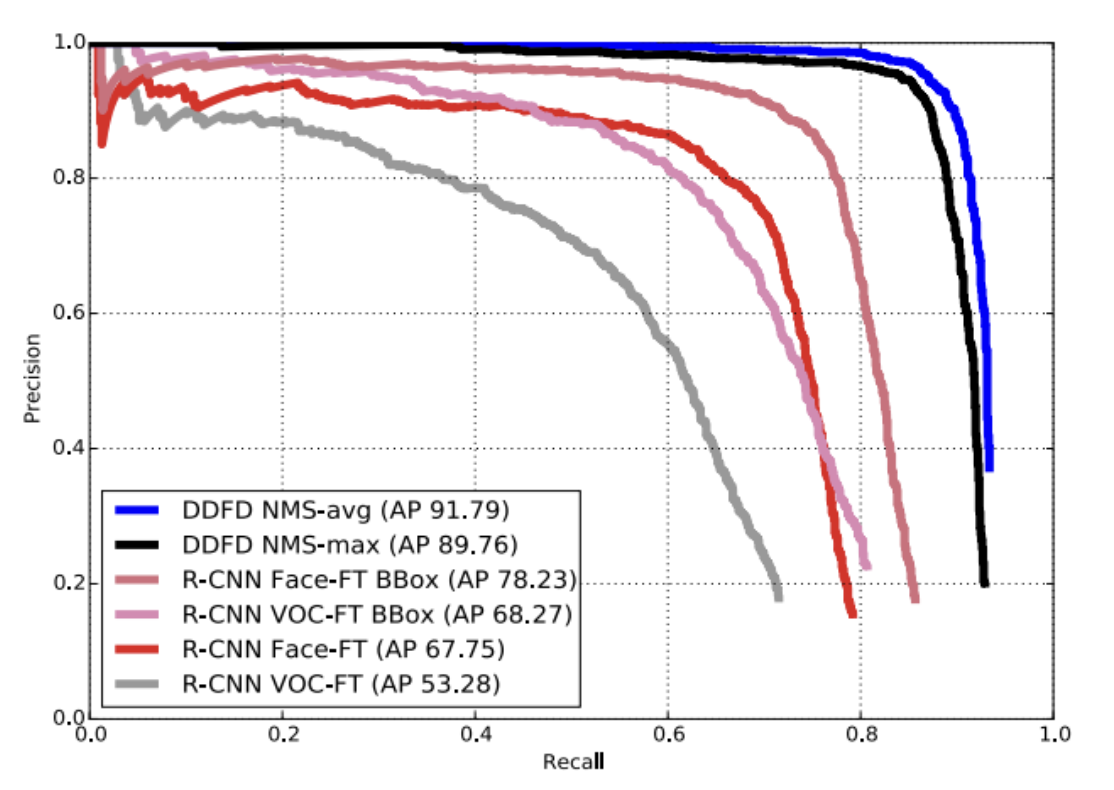 1.0
0.8
0.6
0.4
0.2
0.0
Precision
DDFD NMS-avg (AP 91.79)
DDFD NMS-max (AP 89.76)
R-CNN Face-FT BBox (AP 78.23)
R-CNN VOC-FT BBox (AP 68.27)
R-CNN Face-FT (AP 67.75)
R-CNN VOC-FT (AP 53.28)
0.0 0.2 0.4 0.6 0.8 1.0
Recall